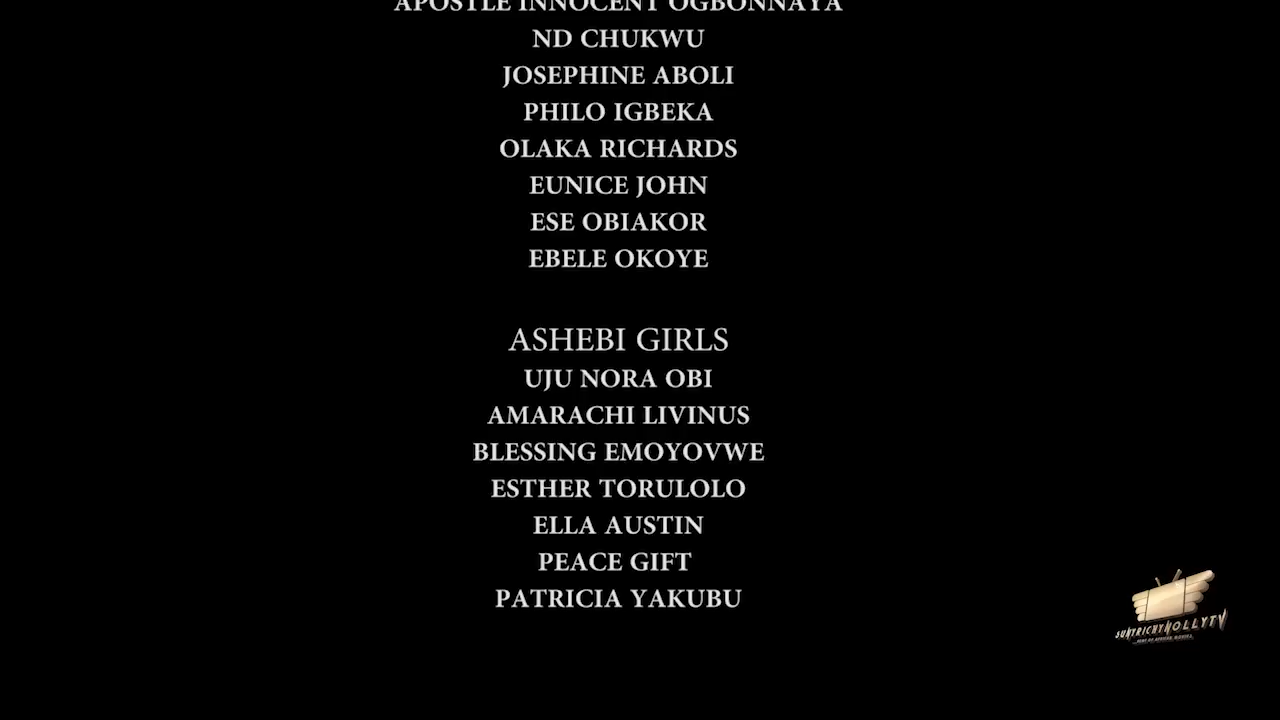 APOSTLE INNOCENT OGBONNAYA
ND CHUKWU
JOSEPHINE ABOLI
PHILO IGBEKA
OLAKA RICHARDS
EUNICE JOHN
ESE OBIAKOR
EBELE OKOYE
ASHEBI GIRLS
UJU NORA OBI
AMARACHI LIVINUS
BLESSING EMOYOVWE
ESTHER TORULOLO
ELLA AUSTIN
PEACE GIFT
PATRICIA YAKUBU
SUNYRICHYNOLLYTV